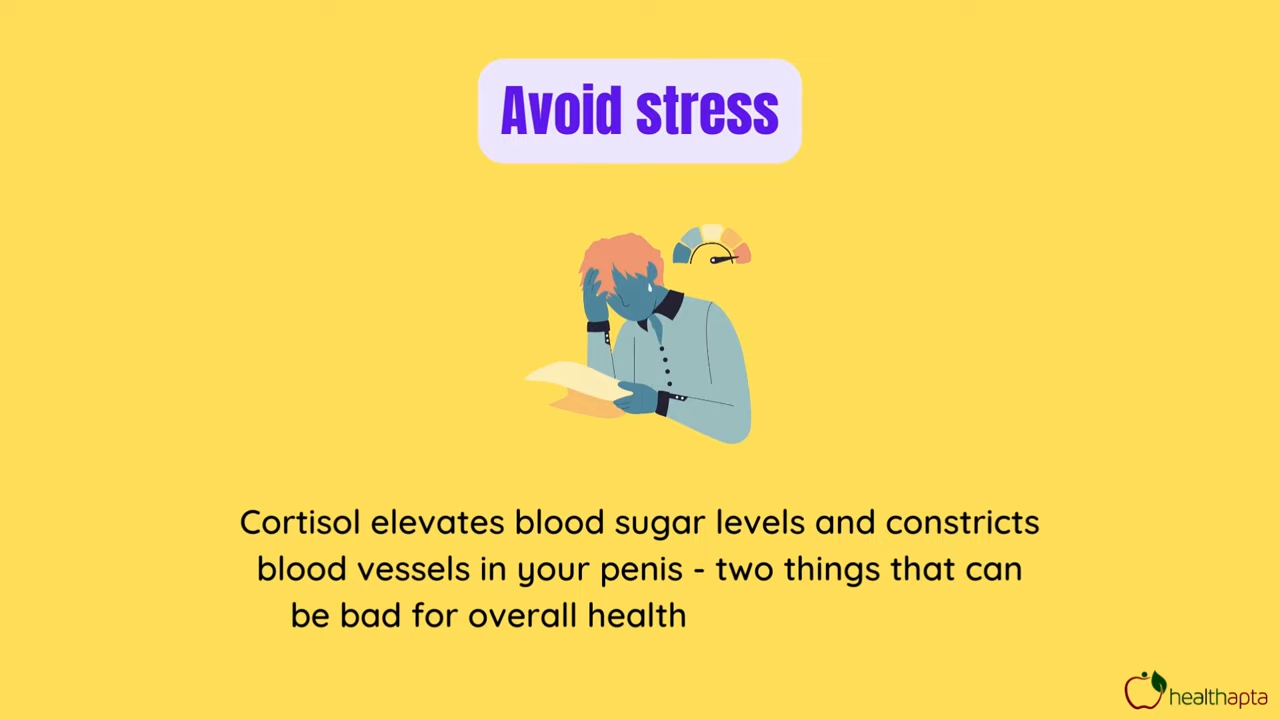 Avoid stress
Cortisol elevates blood sugar levels and constricts
blood vessels in your penis - two things that can
be bad for overall health
healthapta